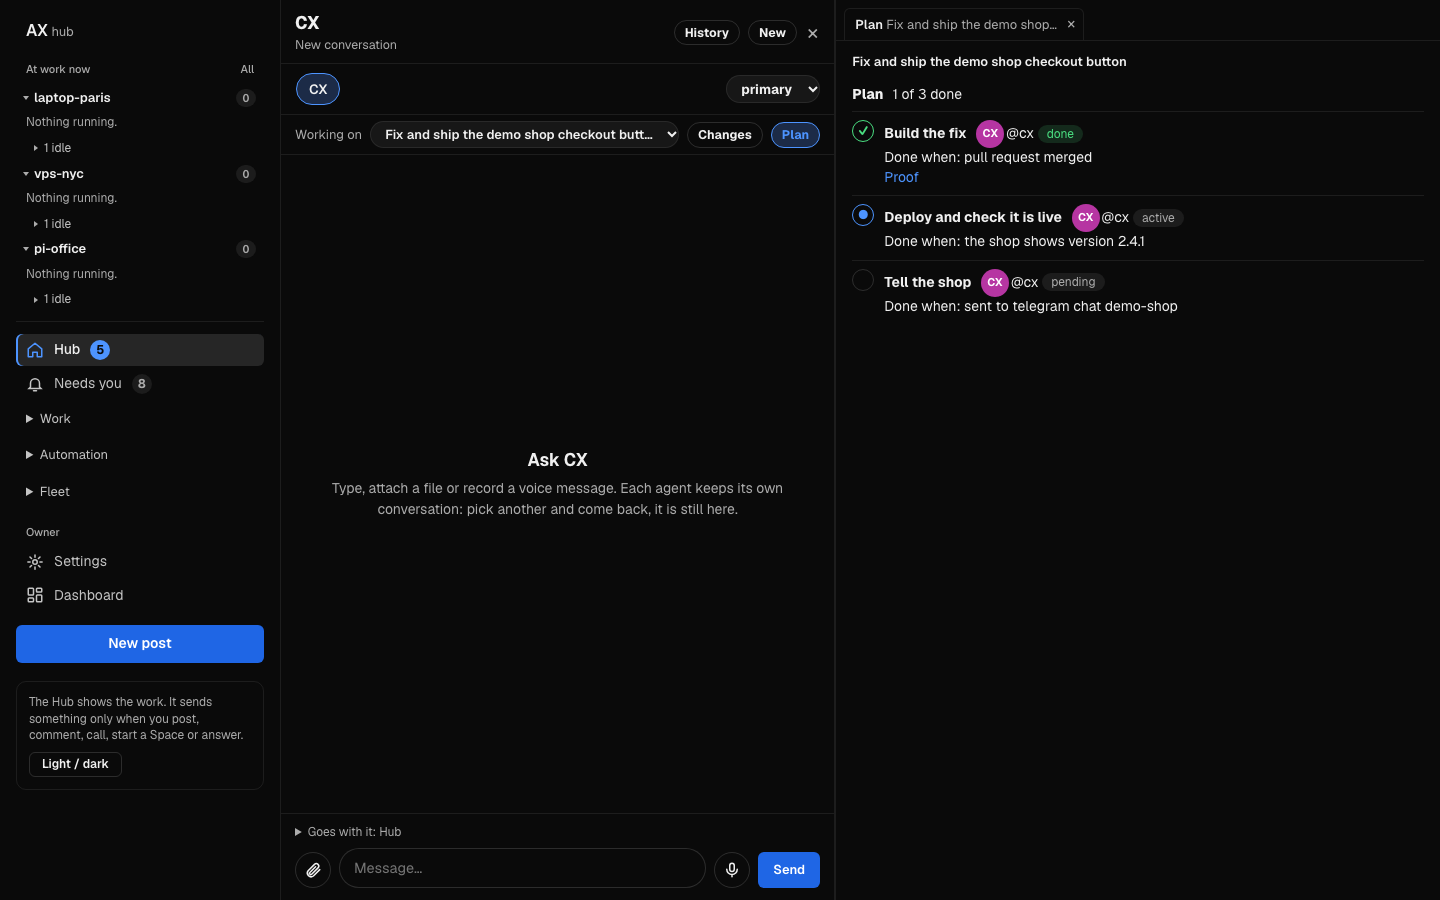 AX hub
At work now All
laptop-paris 0
Nothing running.
1 idle
vps-nyc 0
Nothing running.
1 idle
pi-office 0
Nothing running.
1 idle
Hub 5
Needs you 8
Work
Automation
Fleet
Owner
Settings
Dashboard
New post
The Hub shows the work. It sends
something only when you post,
comment, call, start a Space or answer.
Light / dark
CX
New conversation
History New ×
CX primary
Working on Fix and ship the demo shop checkout butt... Changes Plan
Ask CX
Type, attach a file or record a voice message. Each agent keeps its own
conversation: pick another and come back, it is still here.
Goes with it: Hub
Message...
Send
Plan Fix and ship the demo shop... ×
Fix and ship the demo shop checkout button
Plan 1 of 3 done
Build the fix CX @cx done
Done when: pull request merged
Proof
Deploy and check it is live CX @cx active
Done when: the shop shows version 2.4.1
Tell the shop CX @cx pending
Done when: sent to telegram chat demo-shop